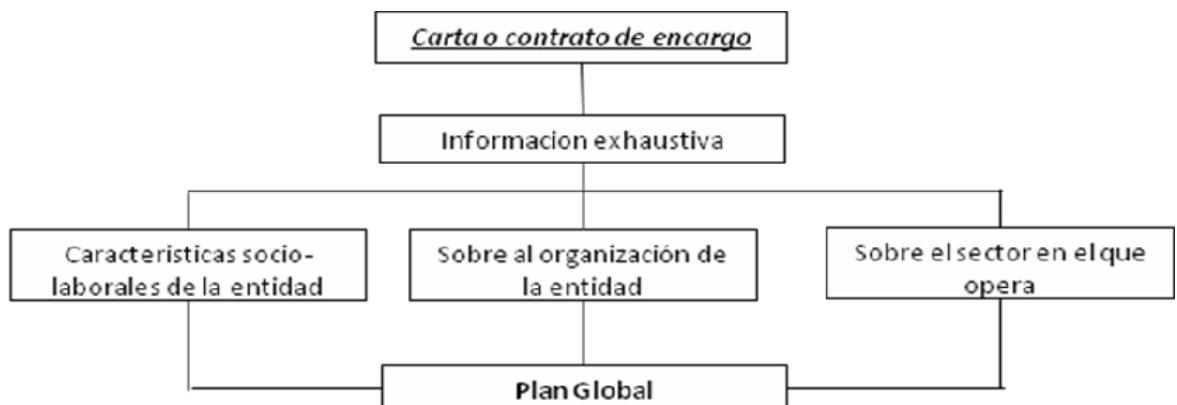 Carta o contrato de encargo
Informacion exhaustiva
Características socio-
laborales de la entidad
Sobre al organización de
la entidad
Sobre el sector en el que
opera
Plan Global